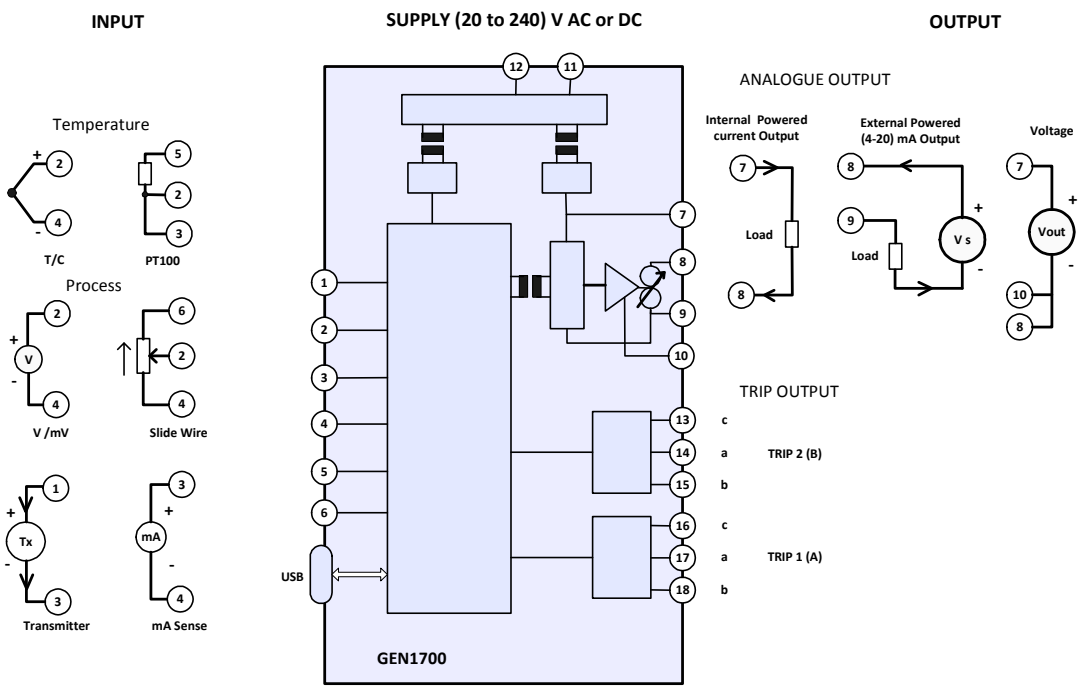 INPUT
SUPPLY (20 to 240) V AC or DC
OUTPUT
Temperature
+
2
4
-
T/C
5
2
3
PT100
Process
2
+
V
-
4
V /mV
6
2
4
Slide Wire
1
+
Tx
-
3
Transmitter
3
+
mA
-
4
mA Sense
12
11
1
2
3
4
5
6
USB
7
8
9
10
13
14
15
16
17
18
GEN1700
ANALOGUE OUTPUT
Internal Powered
current Output
7
Load
8
External Powered
(4-20) mA Output
8
9
Load
+
V s
-
Voltage
7
+
Vout
-
10
8
TRIP OUTPUT
c
a
TRIP 2 (B)
b
c
a
TRIP 1 (A)
b